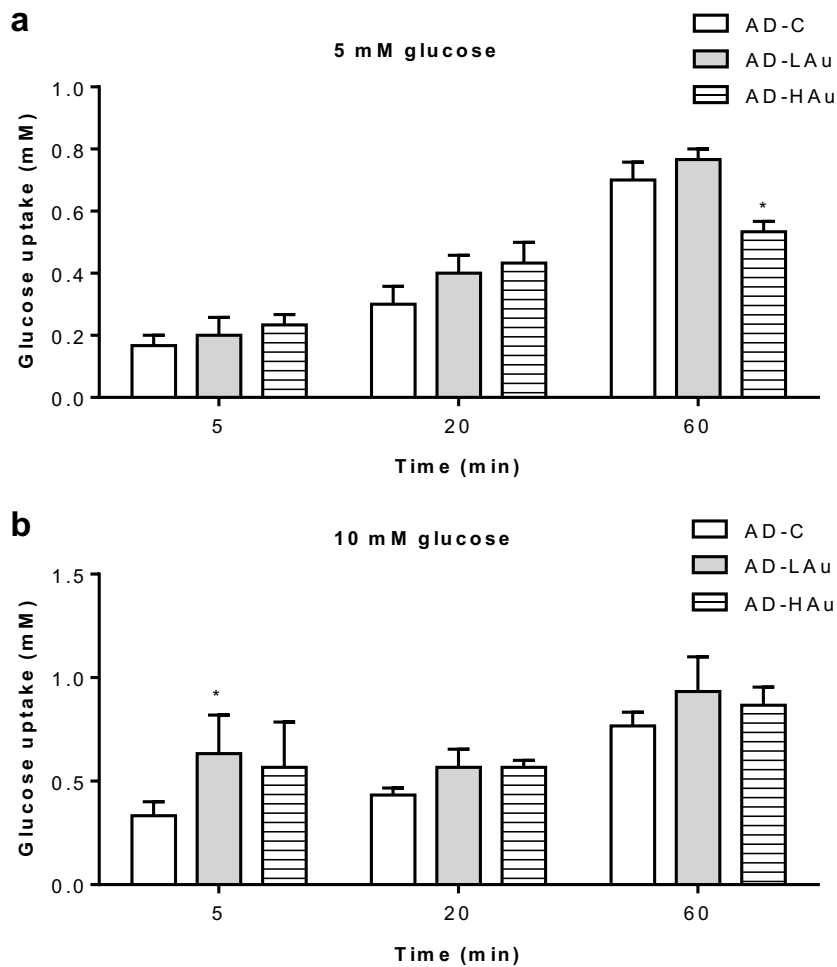 a
5 mM glucose
AD-C
AD-LAu
AD-HAu
Glucose uptake (mM)
1.0
0.8
0.6
0.4
0.2
0.0
*
5 20 60
Time (min)
b
10 mM glucose
AD-C
AD-LAu
AD-HAu
Glucose uptake (mM)
1.5
1.0
0.5
0.0
*
5 20 60
Time (min)